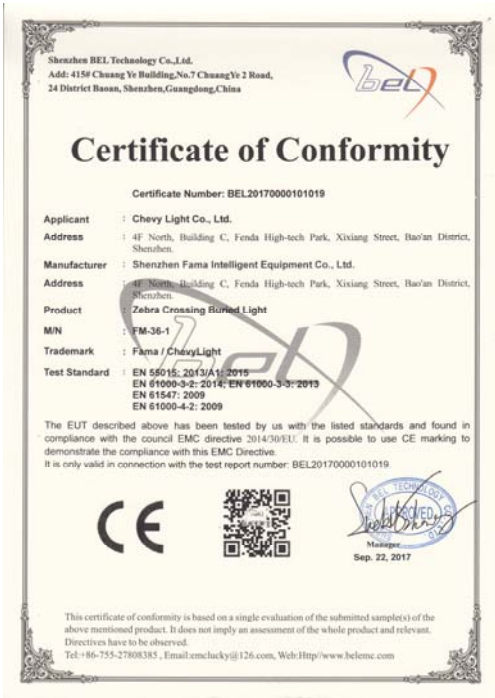 Shenzhen BEL Technology Co.,Ltd.
Add: 415# Chuang Ye Building,No.7 ChuangYe 2 Road,
24 District Baoan, Shenzhen,Guangdong,China
bel
Certificate of Conformity
Certificate Number: BEL20170000101019
Applicant : Chevy Light Co., Ltd.
Address : 4F North, Building C, Fenda High-tech Park, Xixiang Street, Bao'an District,
Shenzhen.
Manufacturer : Shenzhen Fama Intelligent Equipment Co., Ltd.
Address : 4F North, Building C, Fenda High-tech Park, Xixiang Street, Bao'an District,
Shenzhen.
Product : Zebra Crossing Buried Light
M/N : FM-36-1
Trademark : Fama / ChevyLight
Test Standard : EN 55015: 2013/A1: 2015
EN 61000-3-2: 2014; EN 61000-3-3: 2013
EN 61547: 2009
EN 61000-4-2: 2009
bel
The EUT described above has been tested by us with the listed standards and found in
compliance with the council EMC directive 2014/30/EU. It is possible to use CE marking to
demonstrate the compliance with this EMC Directive.
It is only valid in connection with the test report number: BEL20170000101019
CE
BEL TECHNOLOGY
APPROVED
Manager
Sep. 22, 2017
This certificate of conformity is based on a single evaluation of the submitted sample(s) of the
above mentioned product. It does not imply an assessment of the whole product and relevant.
Directives have to be observed.
Tel:+86-755-27808385 , Email:emclucky@126.com, Web:Http//www.belemc.com